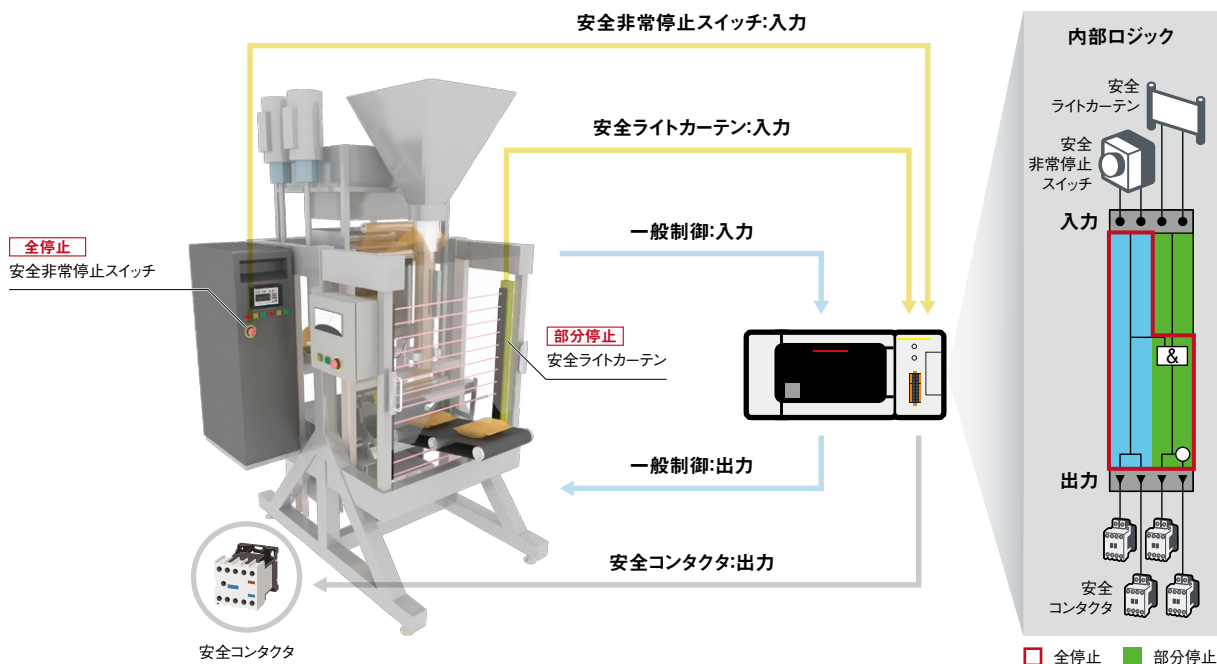 安全非常停止スイッチ:入力
安全ライトカーテン:入力
一般制御:入力
全停止
安全非常停止スイッチ
部分停止
安全ライトカーテン
一般制御:出力
安全コンタクタ:出力
安全コンタクタ
内部ロジック
安全
ライトカーテン
安全
非常停止
スイッチ
入力
&
出力
安全
コンタクタ
全停止
部分停止